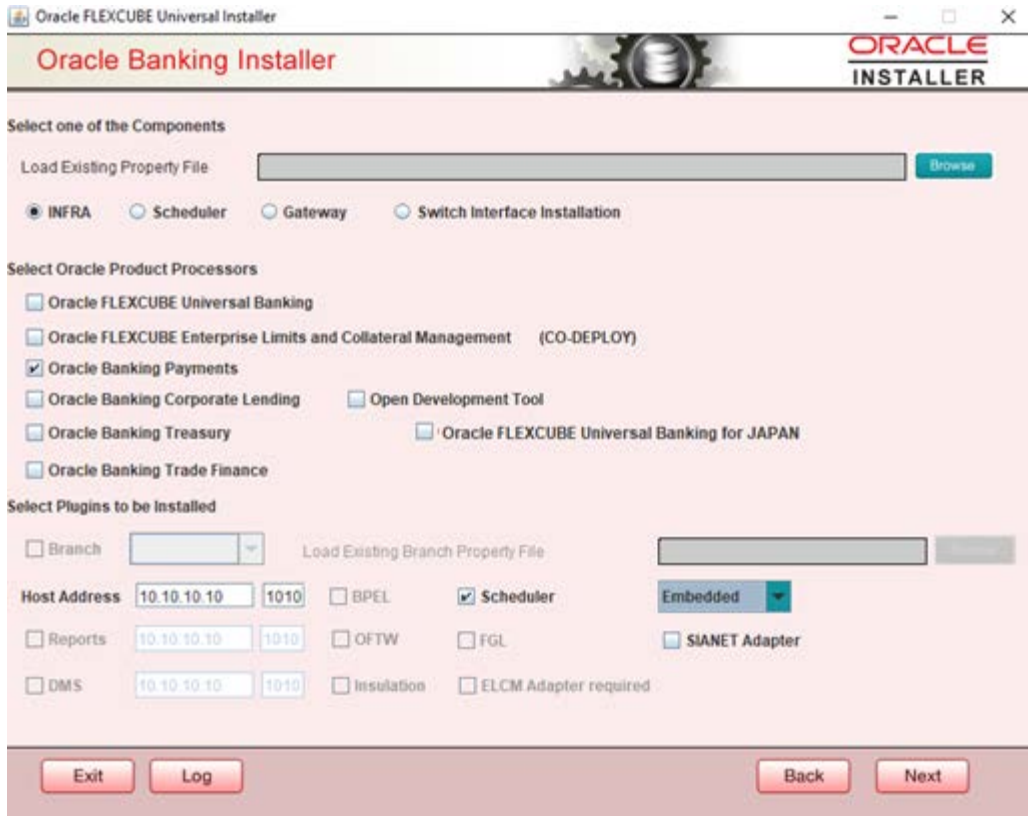 Oracle FLEXCUBE Universal Installer
Oracle Banking Installer
ORACLE
INSTALLER
Select one of the Components
Load Existing Property File Browse
INFRA Scheduler Gateway Switch Interface Installation
Select Oracle Product Processors
Oracle FLEXCUBE Universal Banking
Oracle FLEXCUBE Enterprise Limits and Collateral Management (CO-DEPLOY)
Oracle Banking Payments
Oracle Banking Corporate Lending Open Development Tool
Oracle Banking Treasury Oracle FLEXCUBE Universal Banking for JAPAN
Oracle Banking Trade Finance
Select Plugins to be Installed
Branch Load Existing Branch Property File
Host Address 10.10.10.10 1010 BPEL Scheduler Embedded
Reports 10.10.10.10 1010 OFTW FGL SIANET Adapter
DMS 10.10.10.10 1010 Insulation ELCM Adapter required
Exit Log Back Next